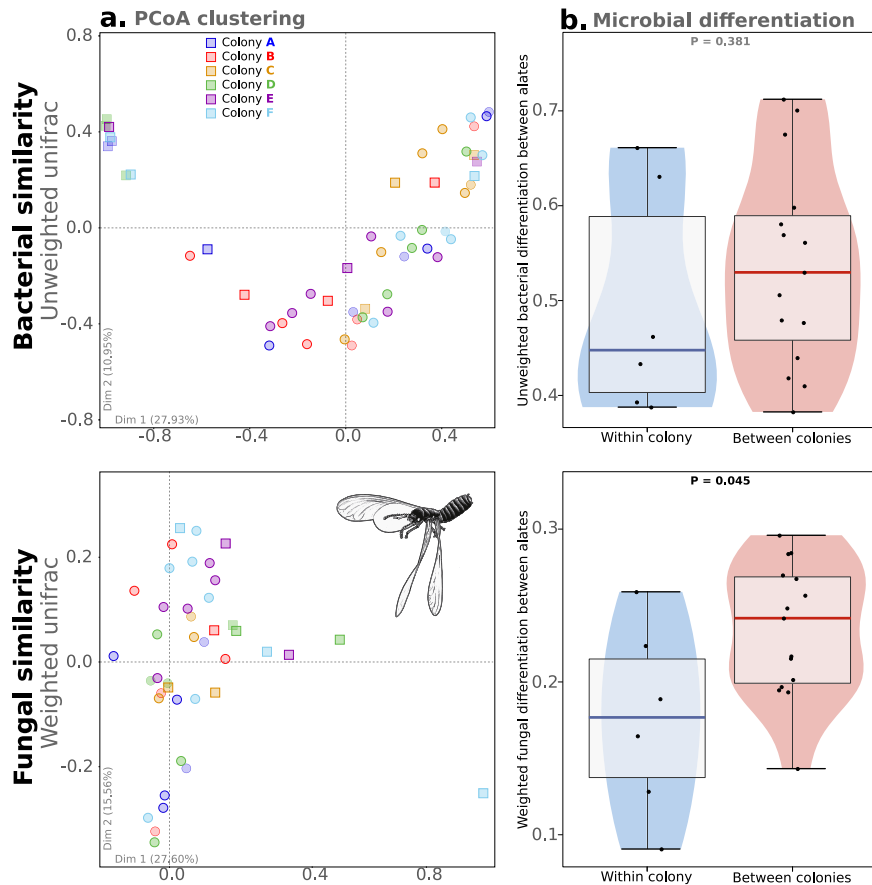 a. PCoA clustering
b. Microbial differentiation
Bacterial similarity
Unweighted unifrac
0.8
0.4
0.0
-0.4
-0.8
Colony A
Colony B
Colony C
Colony D
Colony E
Colony F
Dim 2 (10.95%)
Dim 1 (27.93%)
-0.8
-0.4
0.0
0.4
Unweighted bacterial differentiation between alates
P = 0.381
0.7
0.6
0.5
0.4
Within colony
Between colonies
Fungal similarity
Weighted unifrac
0.2
0.0
-0.2
Dim 2 (15.56%)
Dim 1 (27.60%)
0.0
0.4
0.8
Weighted fungal differentiation between alates
P = 0.045
0.3
0.2
0.1
Within colony
Between colonies